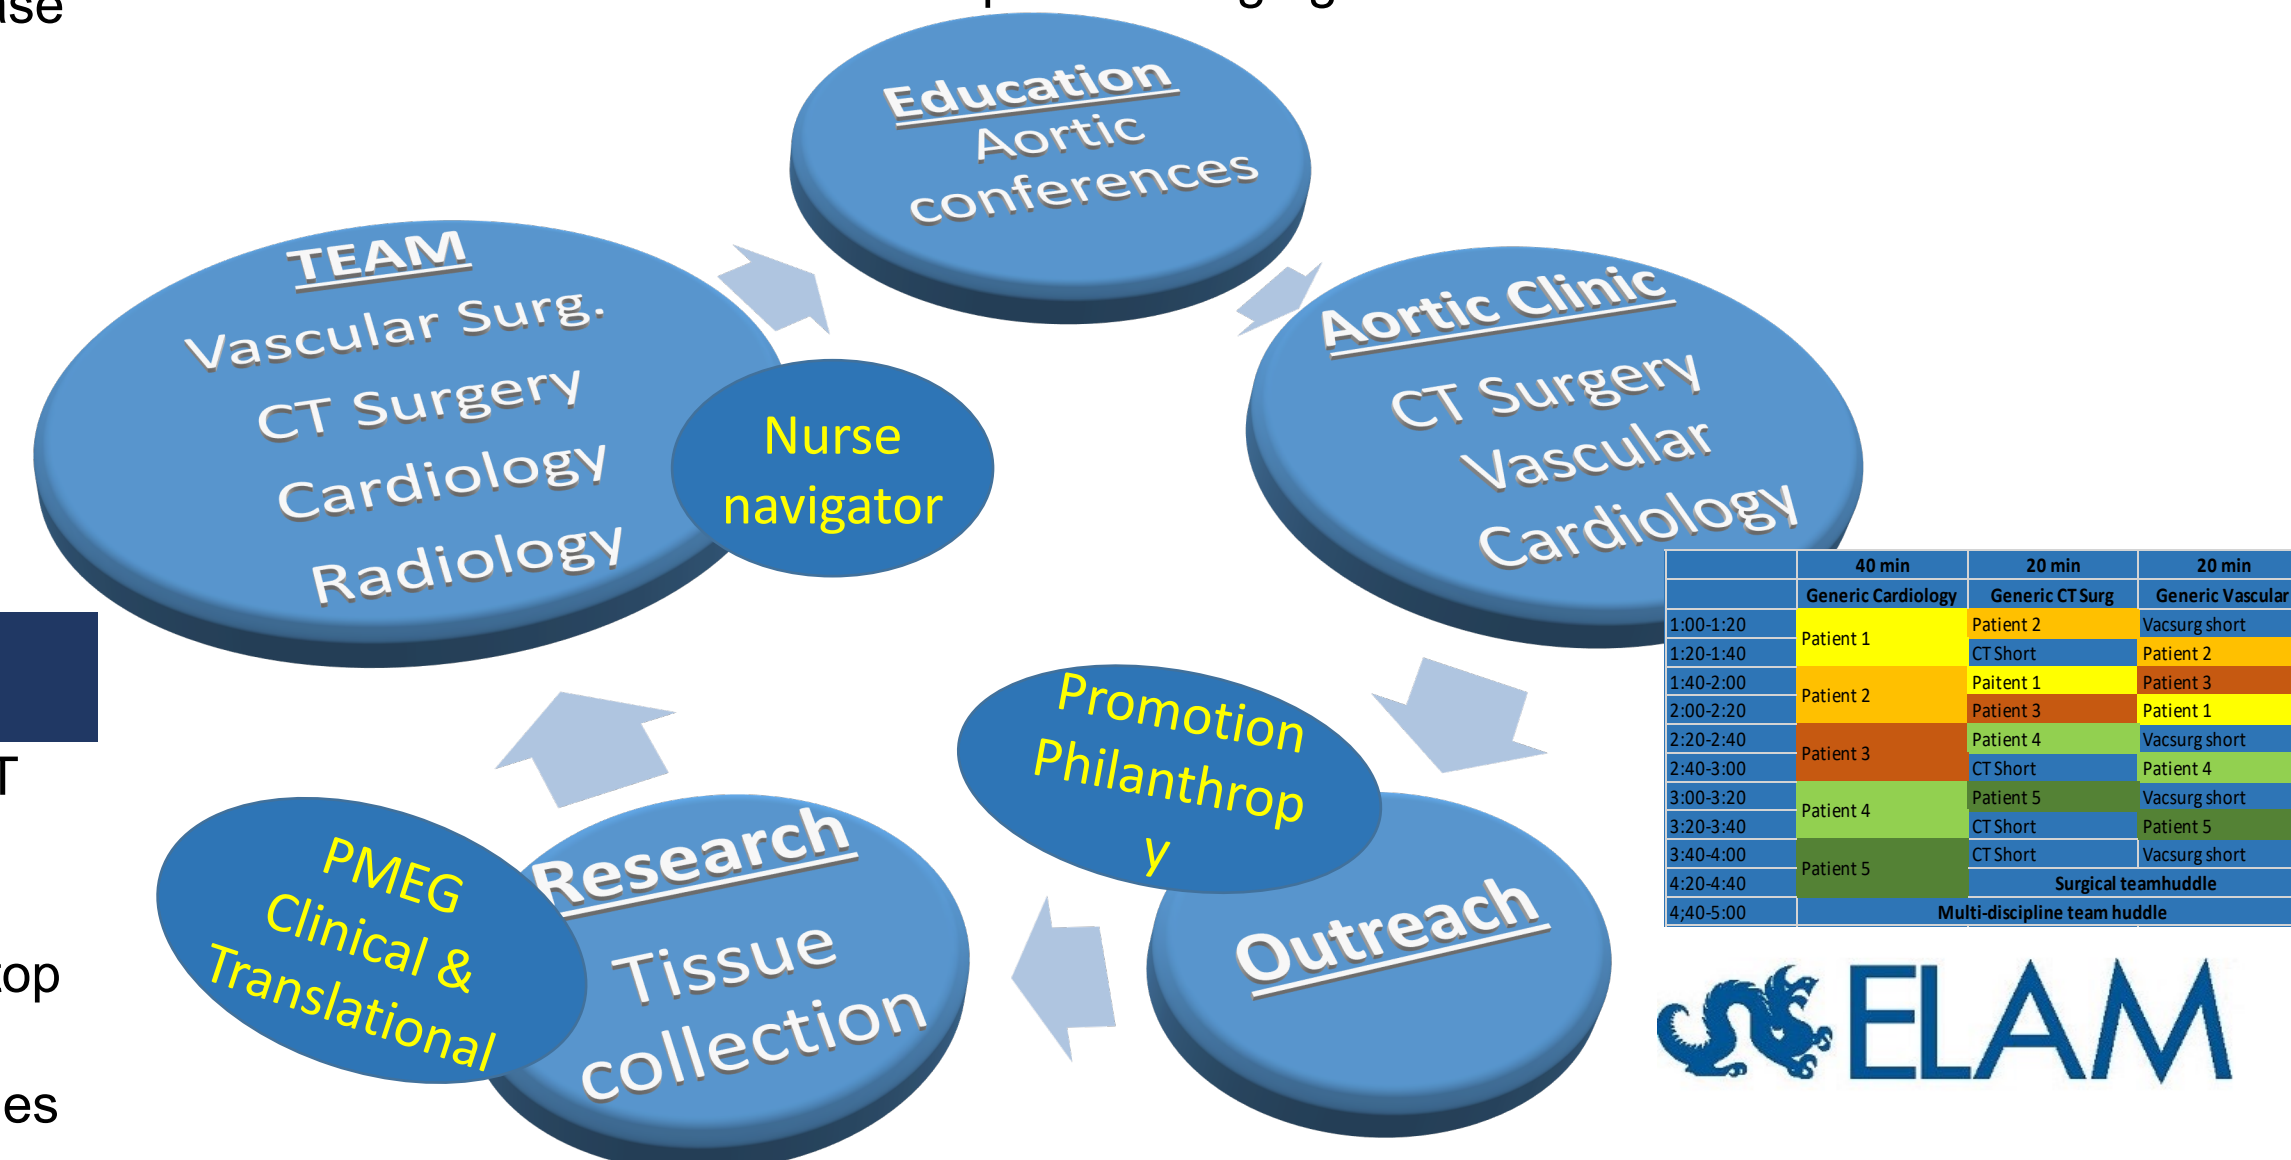 Education
Aortic
conferences
TEAM
Vascular Surg.
CT Surgery
Cardiology
Radiology
Nurse
navigator
Aortic Clinic
CT Surgery
Vascular
Cardiology
40 min 20 min 20 min
Generic Cardiology Generic CT Surg Generic Vascular
1:00-1:20 Patient 1 Patient 2 Vacsurg short
1:20-1:40 CT Short Patient 2
1:40-2:00 Patient 2 Paitent 1 Patient 3
2:00-2:20 Patient 3 Patient 1
2:20-2:40 Patient 3 Patient 4 Vacsurg short
2:40-3:00 CT Short Patient 4
3:00-3:20 Patient 4 Patient 5 Vacsurg short
3:20-3:40 CT Short Patient 5
3:40-4:00 Patient 5 CT Short Vacsurg short
4:20-4:40 Surgical teamhuddle
4;40-5:00 Multi-discipline team huddle
Promotion
Philanthrop
y
Outreach
Research
Tissue
collection
PMEG
Clinical &
Translational
ELAM